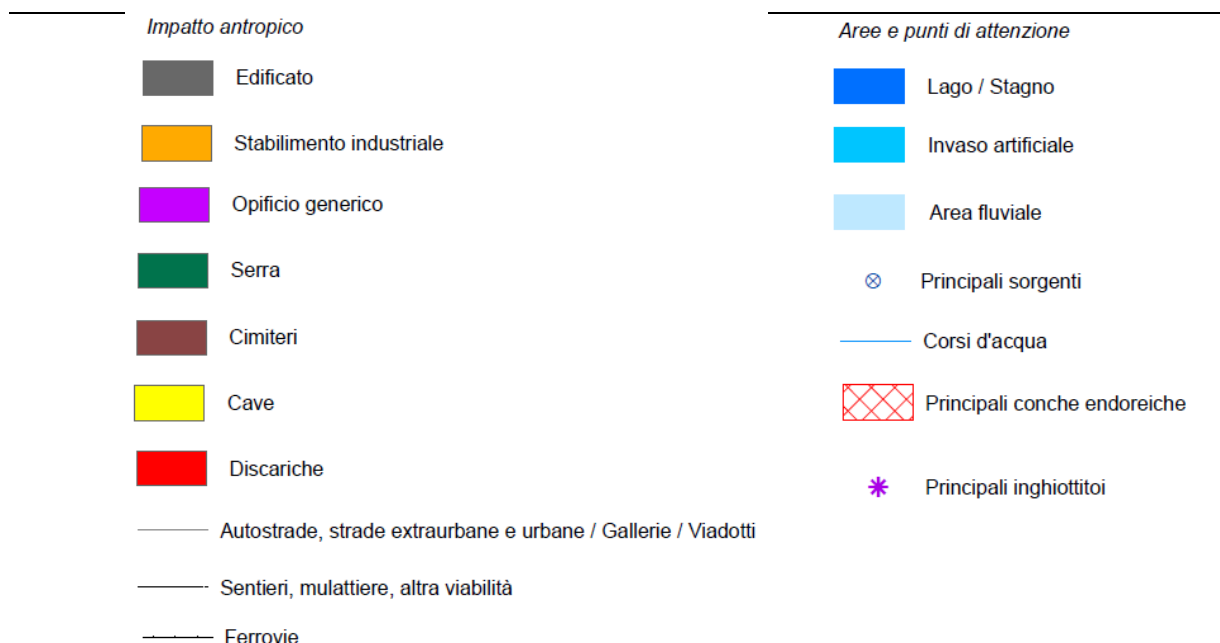 Impatto antropico
Edificato
Stabilimento industriale
Opificio generico
Serra
Cimiteri
Cave
Discariche
Autostrade, strade extraurbane e urbane / Gallerie / Viadotti
Sentieri, mulattiere, altra viabilità
Ferrovie
Aree e punti di attenzione
Lago / Stagno
Invaso artificiale
Area fluviale
Principali sorgenti
Corsi d'acqua
Principali conche endoreiche
Principali inghiottitoi